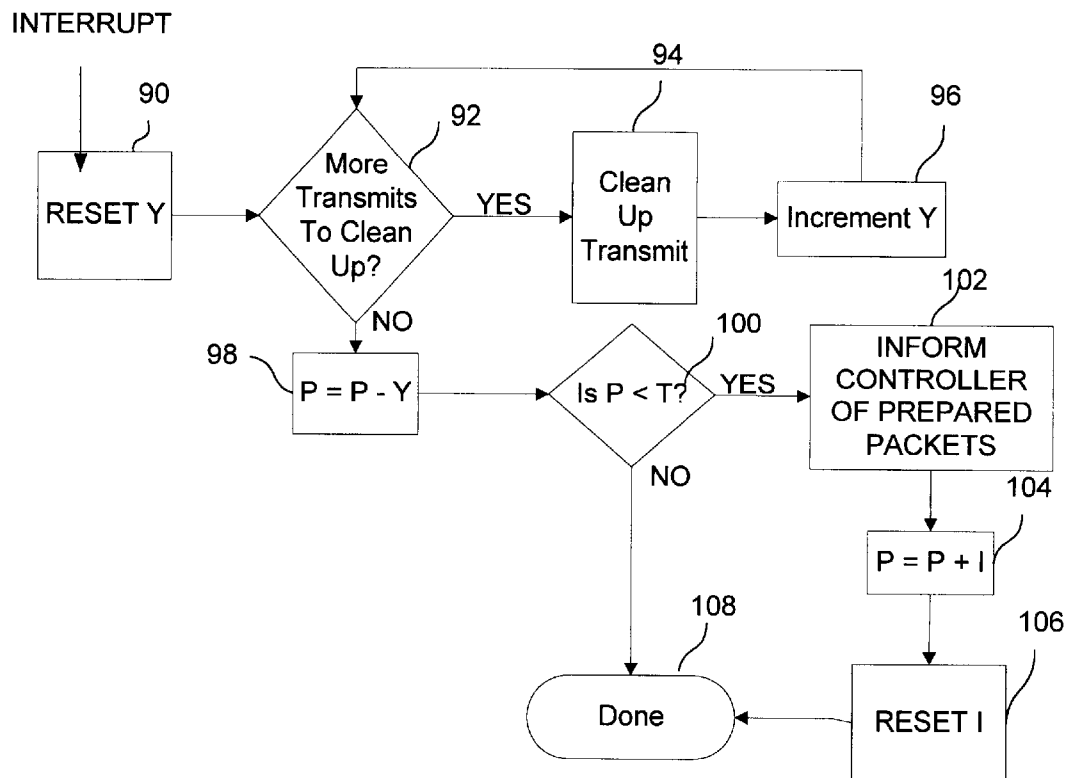 INTERRUPT
90
RESET Y
92
More
Transmits
To Clean
Up?
YES
94
Clean
Up
Transmit
96
Increment Y
NO
98
P = P - Y
100
Is P < T?
YES
102
INFORM
CONTROLLER
OF PREPARED
PACKETS
NO
104
P = P + I
106
RESET I
108
Done